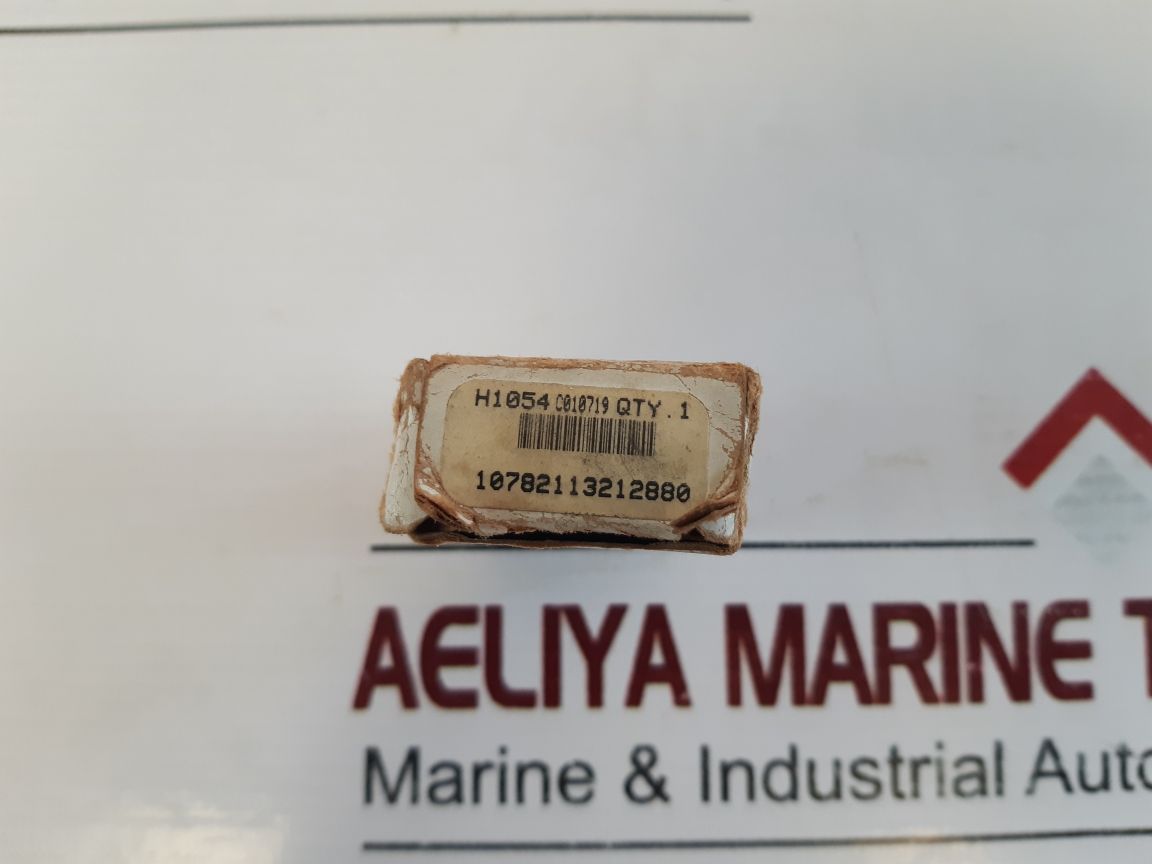 H1054 C010719 QTY. 1
10782113212880
AELIYA MARINE T
Marine & Industrial Auto